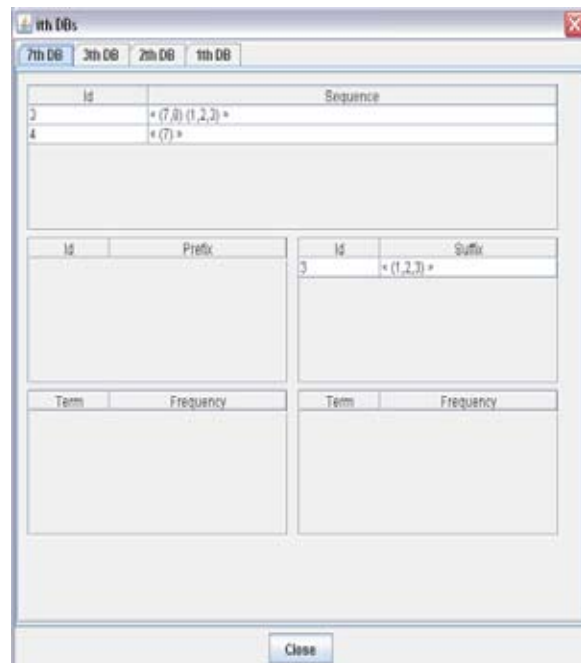 ith DBs
7th DB 3th DB 2th DB 1th DB
Id Sequence
3 < (7,8) (1,2,3) >
4 < (7) >
Id Prefix Id Suffix
3 < (1,2,3) >
Term Frequency Term Frequency
Close